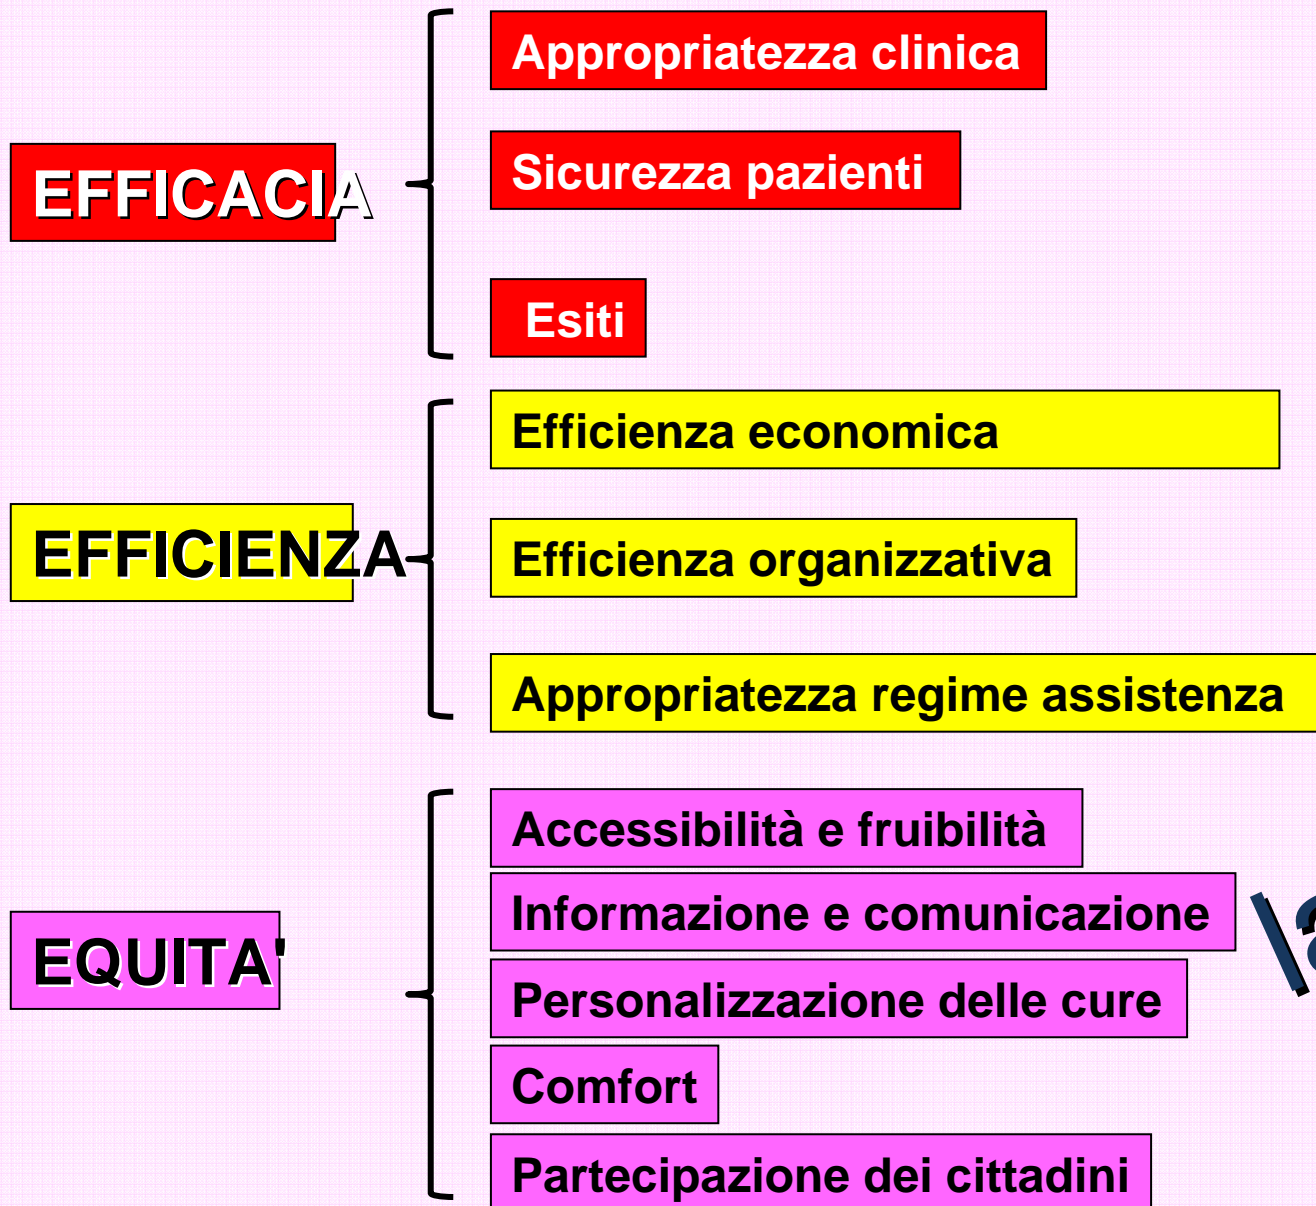 EFFICACIA
Appropriatezza clinica
Sicurezza pazienti
Esiti
EFFICIENZA
Efficienza economica
Efficienza organizzativa
Appropriatezza regime assistenza
EQUITA'
Accessibilità e fruibilità
Informazione e comunicazione
Personalizzazione delle cure
Comfort
Partecipazione dei cittadini